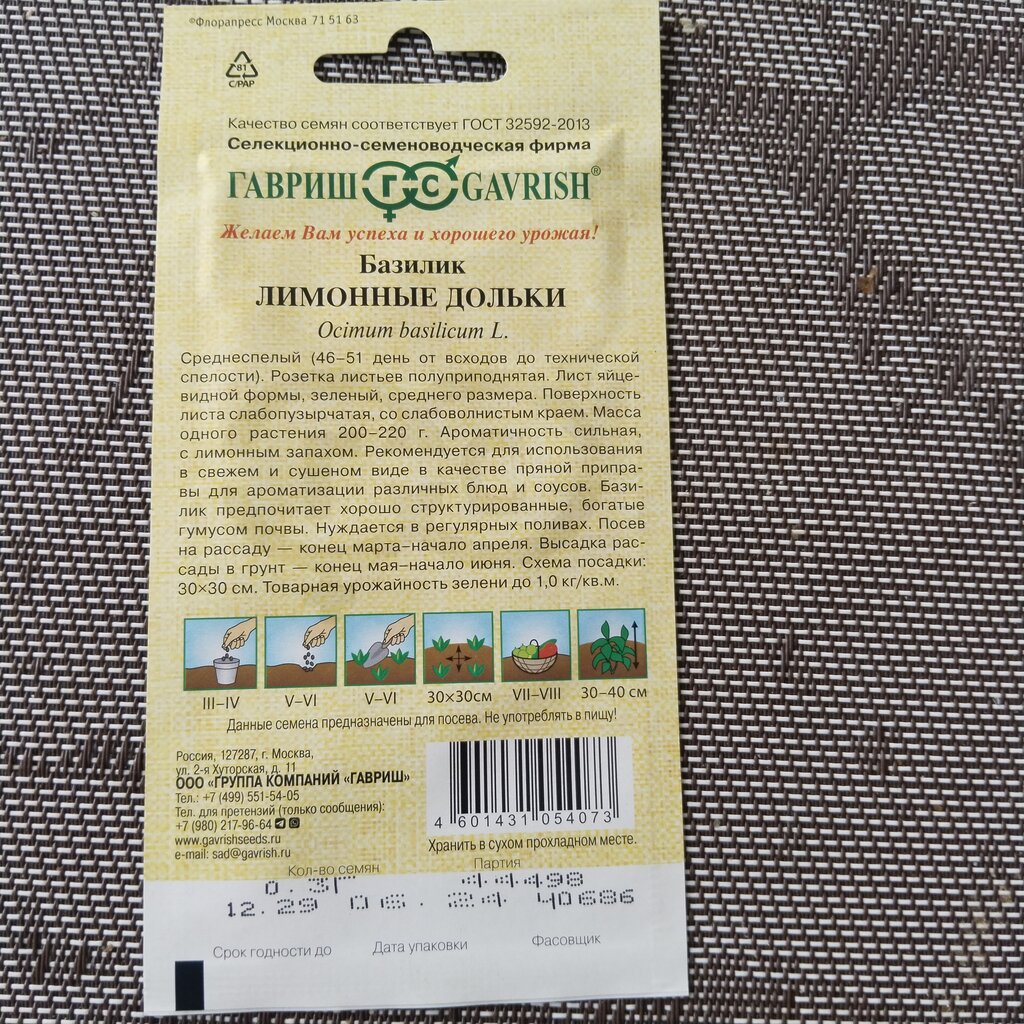 ©Флорапресс Москва 71 51 63
81
C/PAP
Качество семян соответствует ГОСТ 32592-2013
Селекционно-семеноводческая фирма
ГАВРИШ ГС GAVRISH®
Желаем Вам успеха и хорошего урожая!
Базилик
ЛИМОННЫЕ ДОЛЬКИ
Ocimum basilicum L.
Среднеспелый (46–51 день от всходов до технической
спелости). Розетка листьев полуприподнятая. Лист яйце-
видной формы, зеленый, среднего размера. Поверхность
листа слабопузырчатая, со слабоволнистым краем. Масса
одного растения 200–220 г. Ароматичность сильная,
с лимонным запахом. Рекомендуется для использования
в свежем и сушеном виде в качестве пряной припра-
вы для ароматизации различных блюд и соусов. Бази-
лик предпочитает хорошо структурированные, богатые
гумусом почвы. Нуждается в регулярных поливах. Посев
на рассаду — конец марта–начало апреля. Высадка рас-
сады в грунт — конец мая–начало июня. Схема посадки:
30×30 см. Товарная урожайность зелени до 1,0 кг/кв.м.
III–IV V–VI V–VI 30×30см VII–VIII 30–40 см
Данные семена предназначены для посева. Не употреблять в пищу!
Россия, 127287, г. Москва,
ул. 2-я Хуторская, д. 11
ООО «ГРУППА КОМПАНИЙ «ГАВРИШ»
Тел.: +7 (499) 551-54-05
Тел. для претензий (только сообщения):
+7 (980) 217-96-64
www.gavrishseeds.ru
e-mail: sad@gavrish.ru
4 601431 054073
Хранить в сухом прохладном месте.
Кол-во семян Партия
0.3Г 44498
12.29 06.24 40686
Срок годности до Дата упаковки Фасовщик